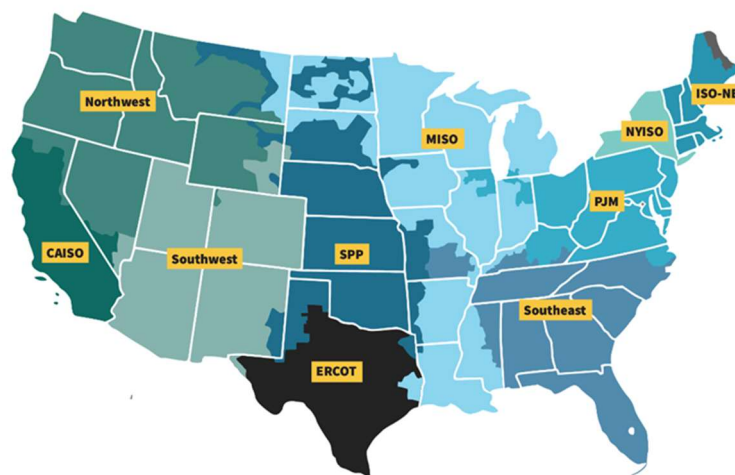 Northwest
MISO
ISO-NE
NYISO
PJM
CAISO
Southwest
SPP
Southeast
ERCOT